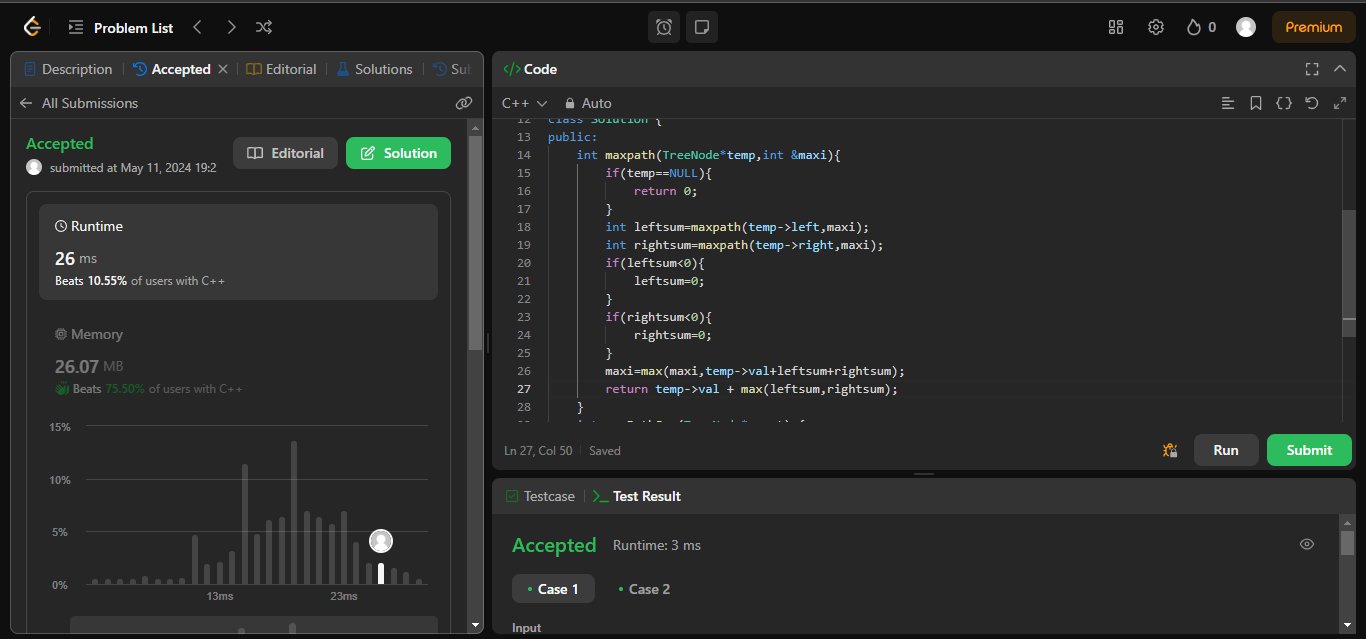 Problem List
0
Premium
Description
Accepted
Editorial
Solutions
Sub
All Submissions
Accepted
submitted at May 11, 2024 19:2
Editorial
Solution
Runtime
26 ms
Beats 10.55% of users with C++
Memory
26.07 MB
Beats 75.50% of users with C++
15%
10%
5%
0%
13ms
23ms
</> Code
C++
Auto
12 class Solution {
13 public:
14 int maxpath(TreeNode*temp,int &maxi){
15 if(temp==NULL){
16 return 0;
17 }
18 int leftsum=maxpath(temp->left,maxi);
19 int rightsum=maxpath(temp->right,maxi);
20 if(leftsum<0){
21 leftsum=0;
22 }
23 if(rightsum<0){
24 rightsum=0;
25 }
26 maxi=max(maxi,temp->val+leftsum+rightsum);
27 return temp->val + max(leftsum,rightsum);
28 }
Ln 27, Col 50
Saved
Run
Submit
Testcase
>_ Test Result
Accepted
Runtime: 3 ms
• Case 1
• Case 2
Input